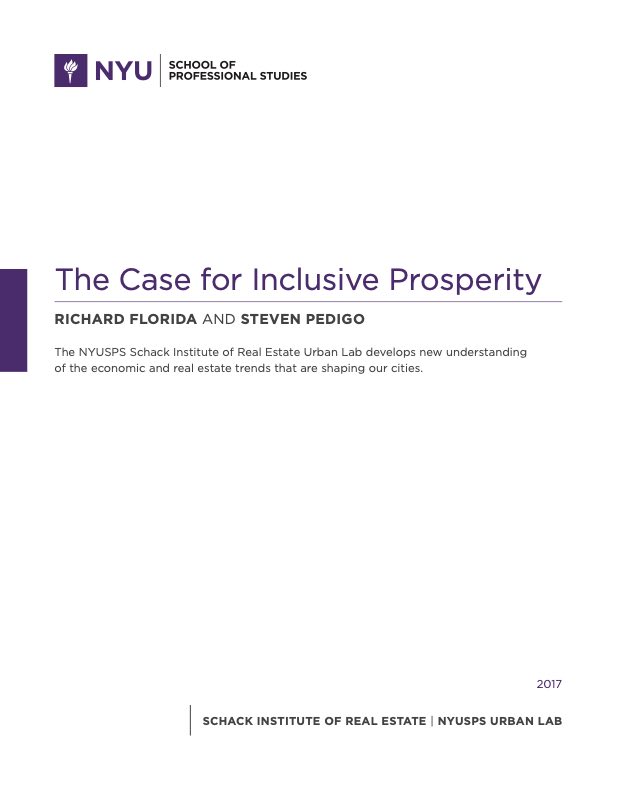 NYU
SCHOOL OF
PROFESSIONAL STUDIES
The Case for Inclusive Prosperity
RICHARD FLORIDA AND STEVEN PEDIGO
The NYUSPS Schack Institute of Real Estate Urban Lab develops new understanding
of the economic and real estate trends that are shaping our cities.
2017
SCHACK INSTITUTE OF REAL ESTATE | NYUSPS URBAN LAB